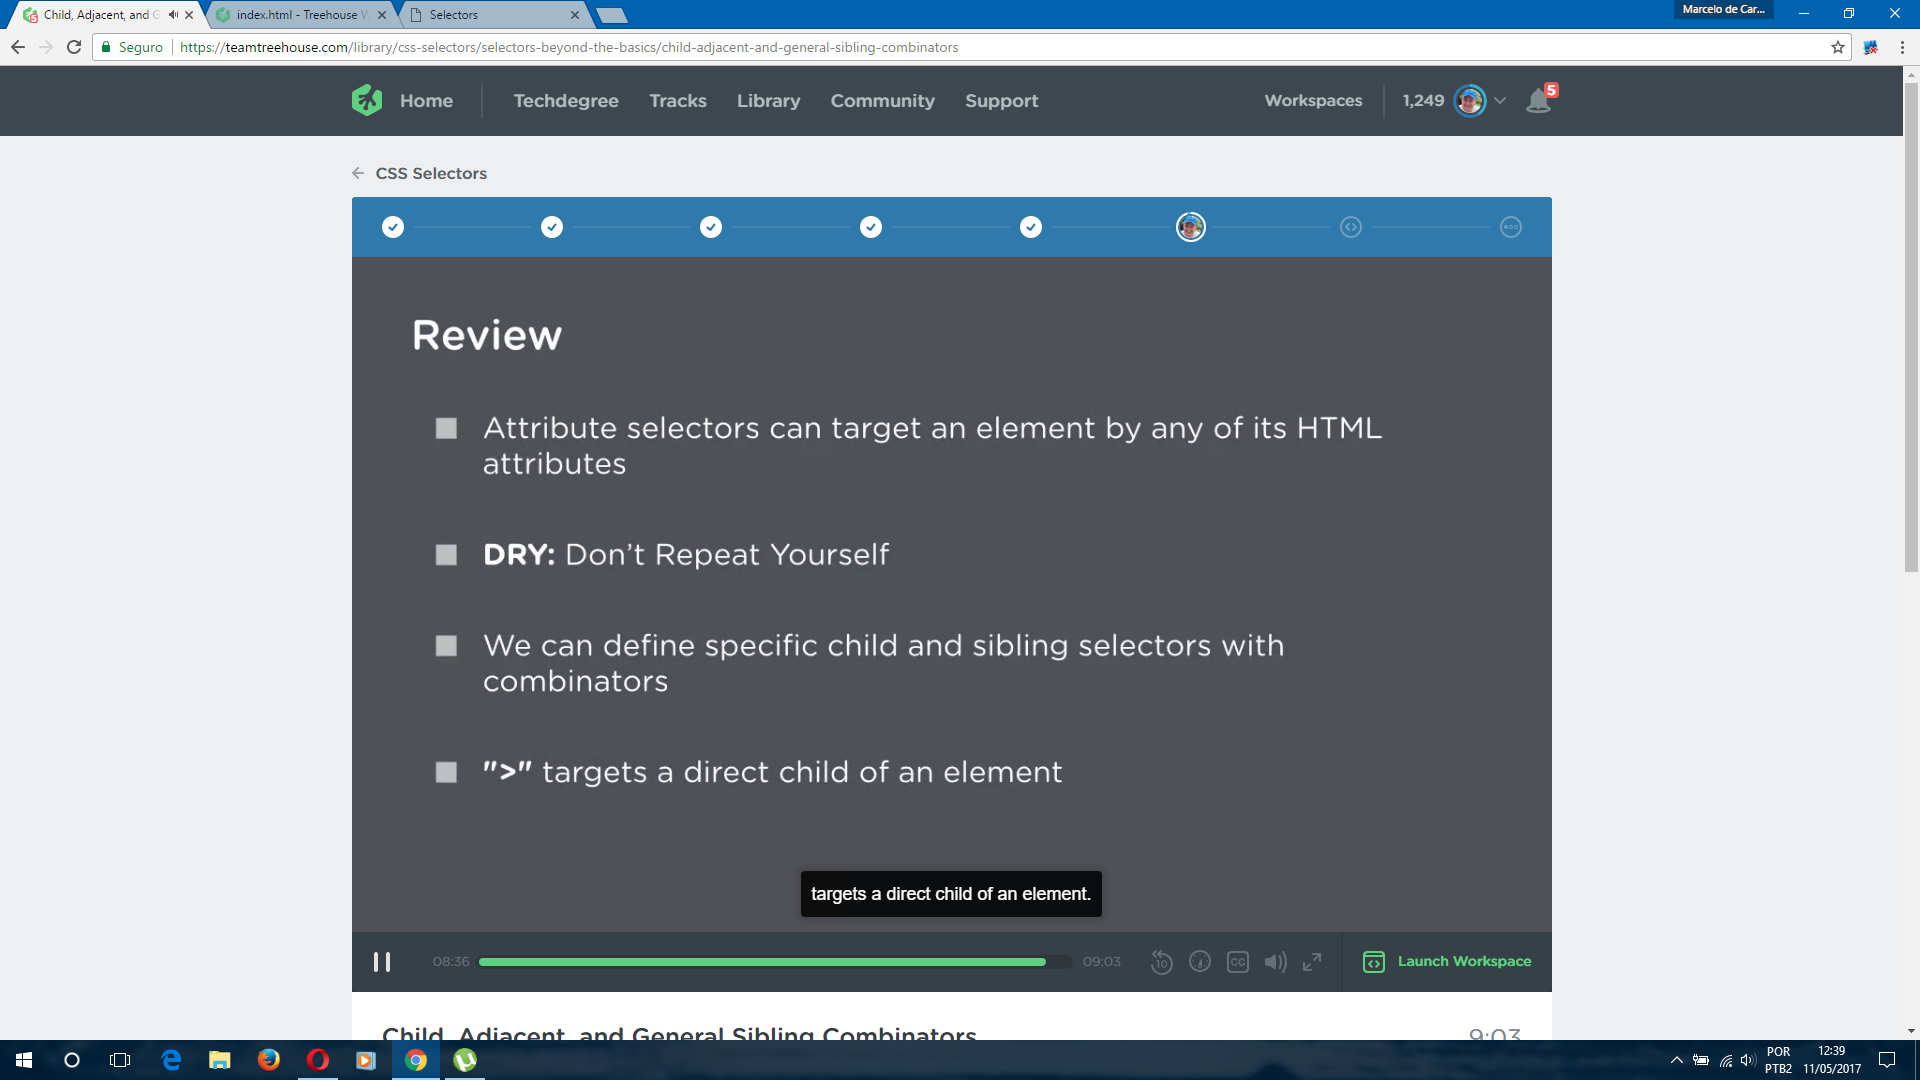 Child, Adjacent, and G
index.html - Treehouse W
Selectors
Marcelo de Car...
Seguro
https://teamtreehouse.com/library/css-selectors/selectors-beyond-the-basics/child-adjacent-and-general-sibling-combinators
Home
Techdegree
Tracks
Library
Community
Support
Workspaces
1,249
5
CSS Selectors
Review
Attribute selectors can target an element by any of its HTML
attributes
DRY: Don’t Repeat Yourself
We can define specific child and sibling selectors with
combinators
">" targets a direct child of an element
targets a direct child of an element.
08:36
09:03
10
CC
Launch Workspace
Child, Adjacent, and General Sibling Combinators
9:03
POR
PTB2
12:39
11/05/2017